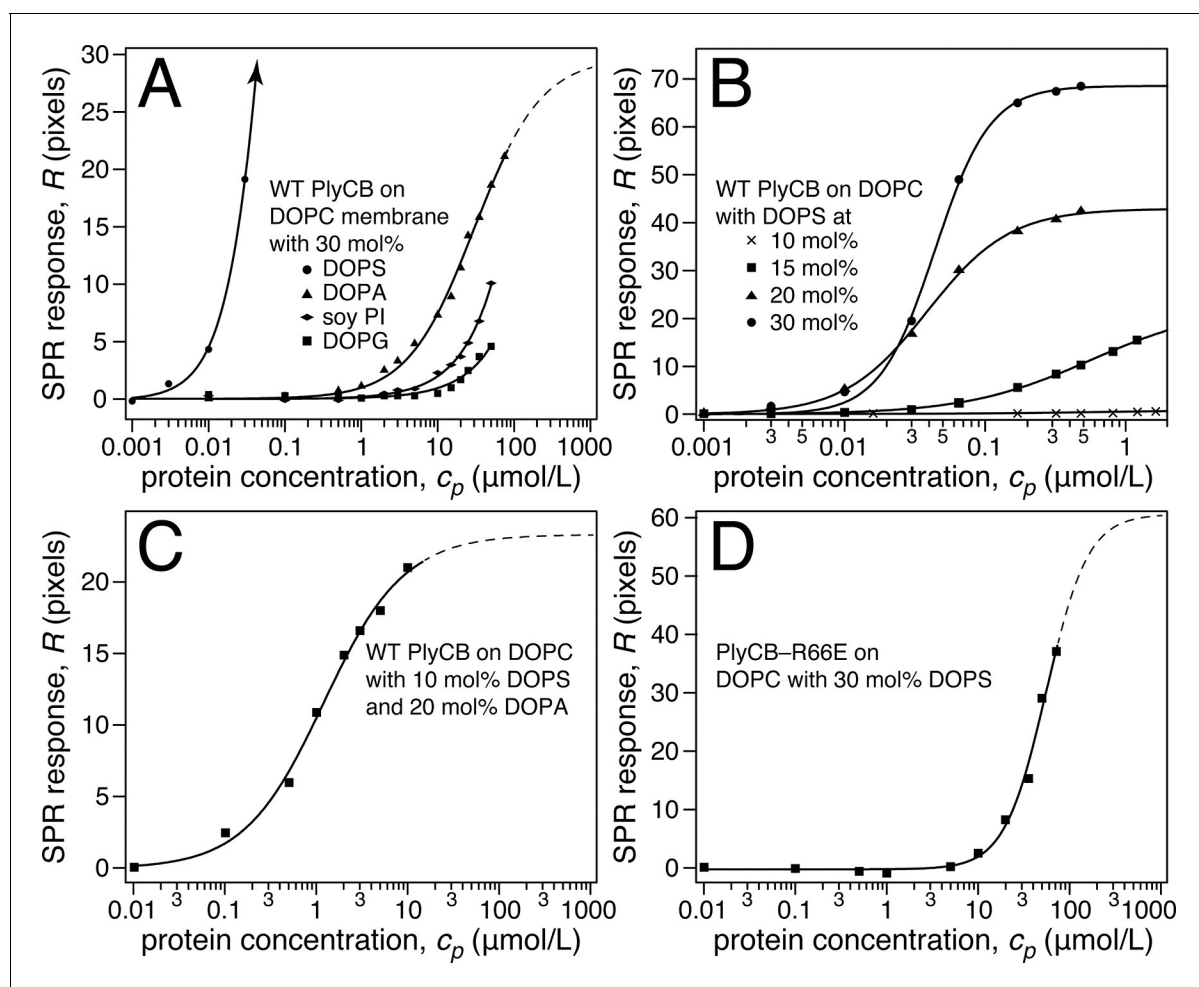 A
SPR response, R (pixels)
30
25
20
15
10
5
0
WT PlyCB on
DOPC membrane
with 30 mol%
DOPS
DOPA
soy PI
DOPG
0.001 0.01 0.1 1 10 100 1000
protein concentration, cp (μmol/L)
B
SPR response, R (pixels)
70
60
50
40
30
20
10
0
WT PlyCB on DOPC
with DOPS at
10 mol%
15 mol%
20 mol%
30 mol%
0.001 3 5 0.01 3 5 0.1 3 5 1
protein concentration, cp (μmol/L)
C
SPR response, R (pixels)
20
15
10
5
0
WT PlyCB on DOPC
with 10 mol% DOPS
and 20 mol% DOPA
0.01 3 0.1 3 1 3 10 3 100 3 1000
protein concentration, cp (μmol/L)
D
SPR response, R (pixels)
60
50
40
30
20
10
0
PlyCB–R66E on
DOPC with 30 mol% DOPS
0.01 3 0.1 3 1 3 10 3 100 3 1000
protein concentration, cp (μmol/L)